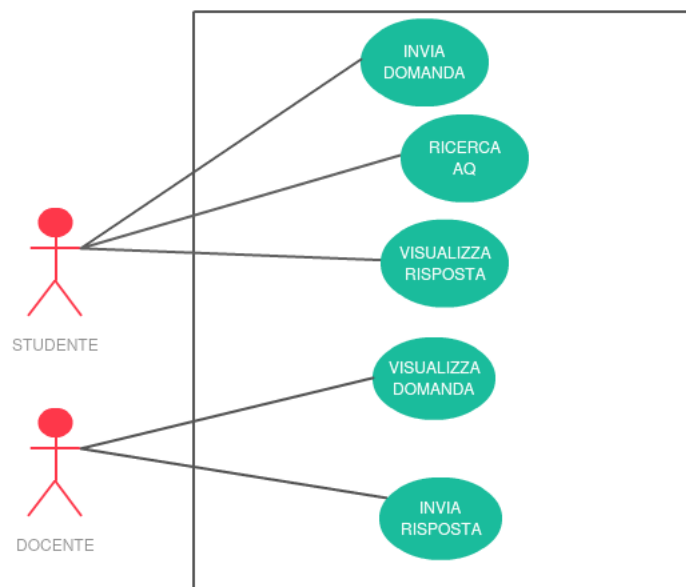 INVIA
DOMANDA
RICERCA
AQ
VISUALIZZA
RISPOSTA
STUDENTE
VISUALIZZA
DOMANDA
INVIA
RISPOSTA
DOCENTE